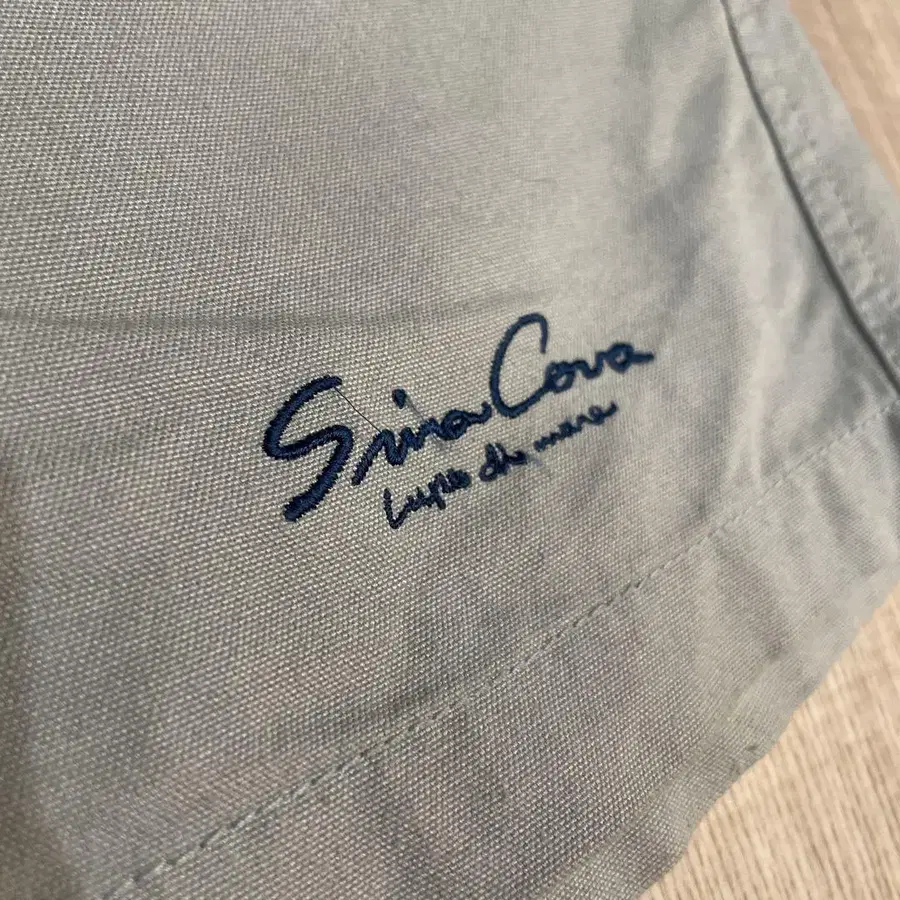 Sina Cova
Lupo di mare